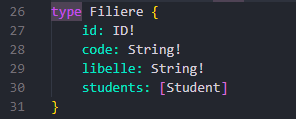 26 type Filiere {
27     id: ID!
28     code: String!
29     libelle: String!
30     students: [Student]
31 }